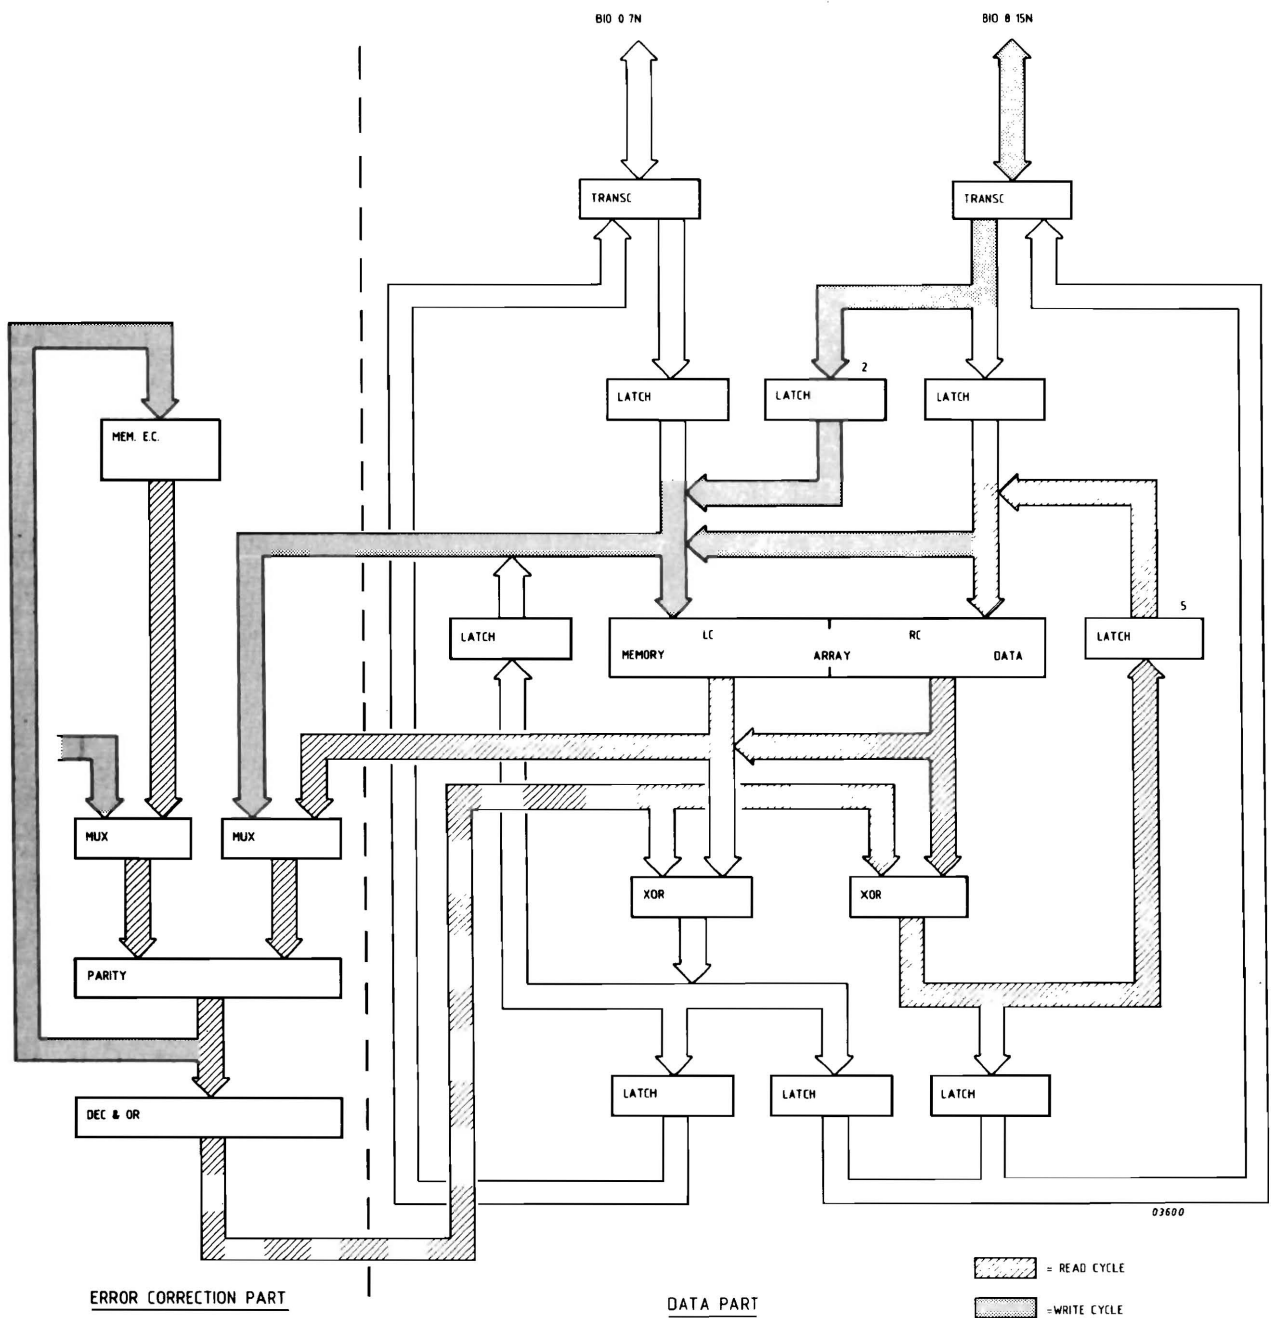 BIO 0 7N
BIO 8 15N
TRANSC
TRANSC
2
LATCH
LATCH
LATCH
MEM. E.C.
5
LATCH
LC
RC
LATCH
MEMORY
ARRAY
DATA
MUX
MUX
XOR
XOR
PARITY
LATCH
LATCH
LATCH
DEC & OR
03600
= READ CYCLE
ERROR CORRECTION PART
DATA PART
=WRITE CYCLE